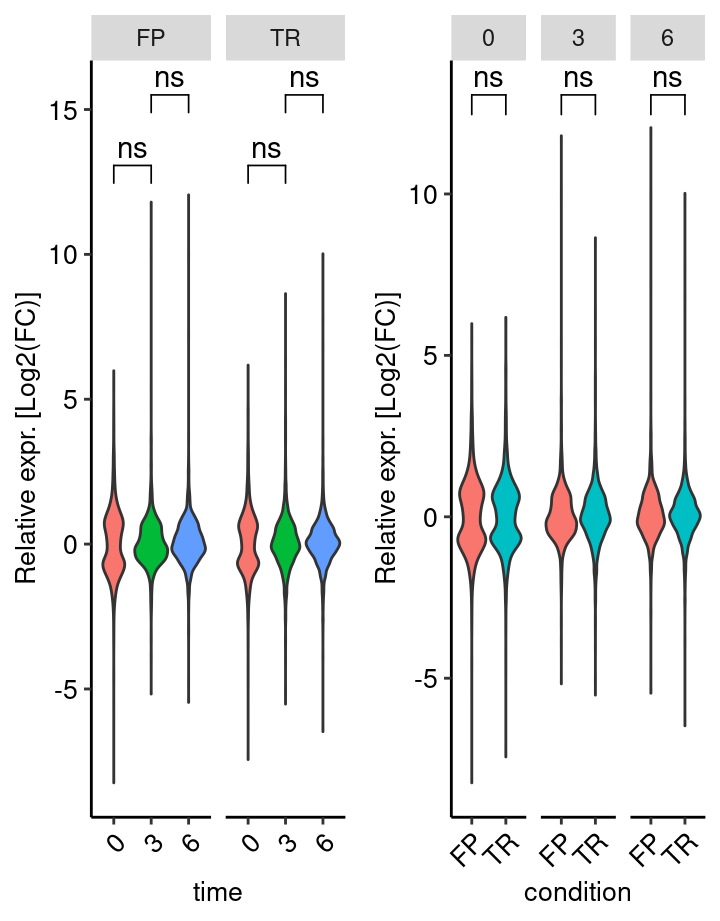 FP TR
ns ns
ns ns
15
10
5
0
-5
Relative expr. [Log2(FC)]
0 3 6 0 3 6
time
0 3 6
ns ns ns
10
5
0
-5
Relative expr. [Log2(FC)]
FP TR FP TR FP TR
condition